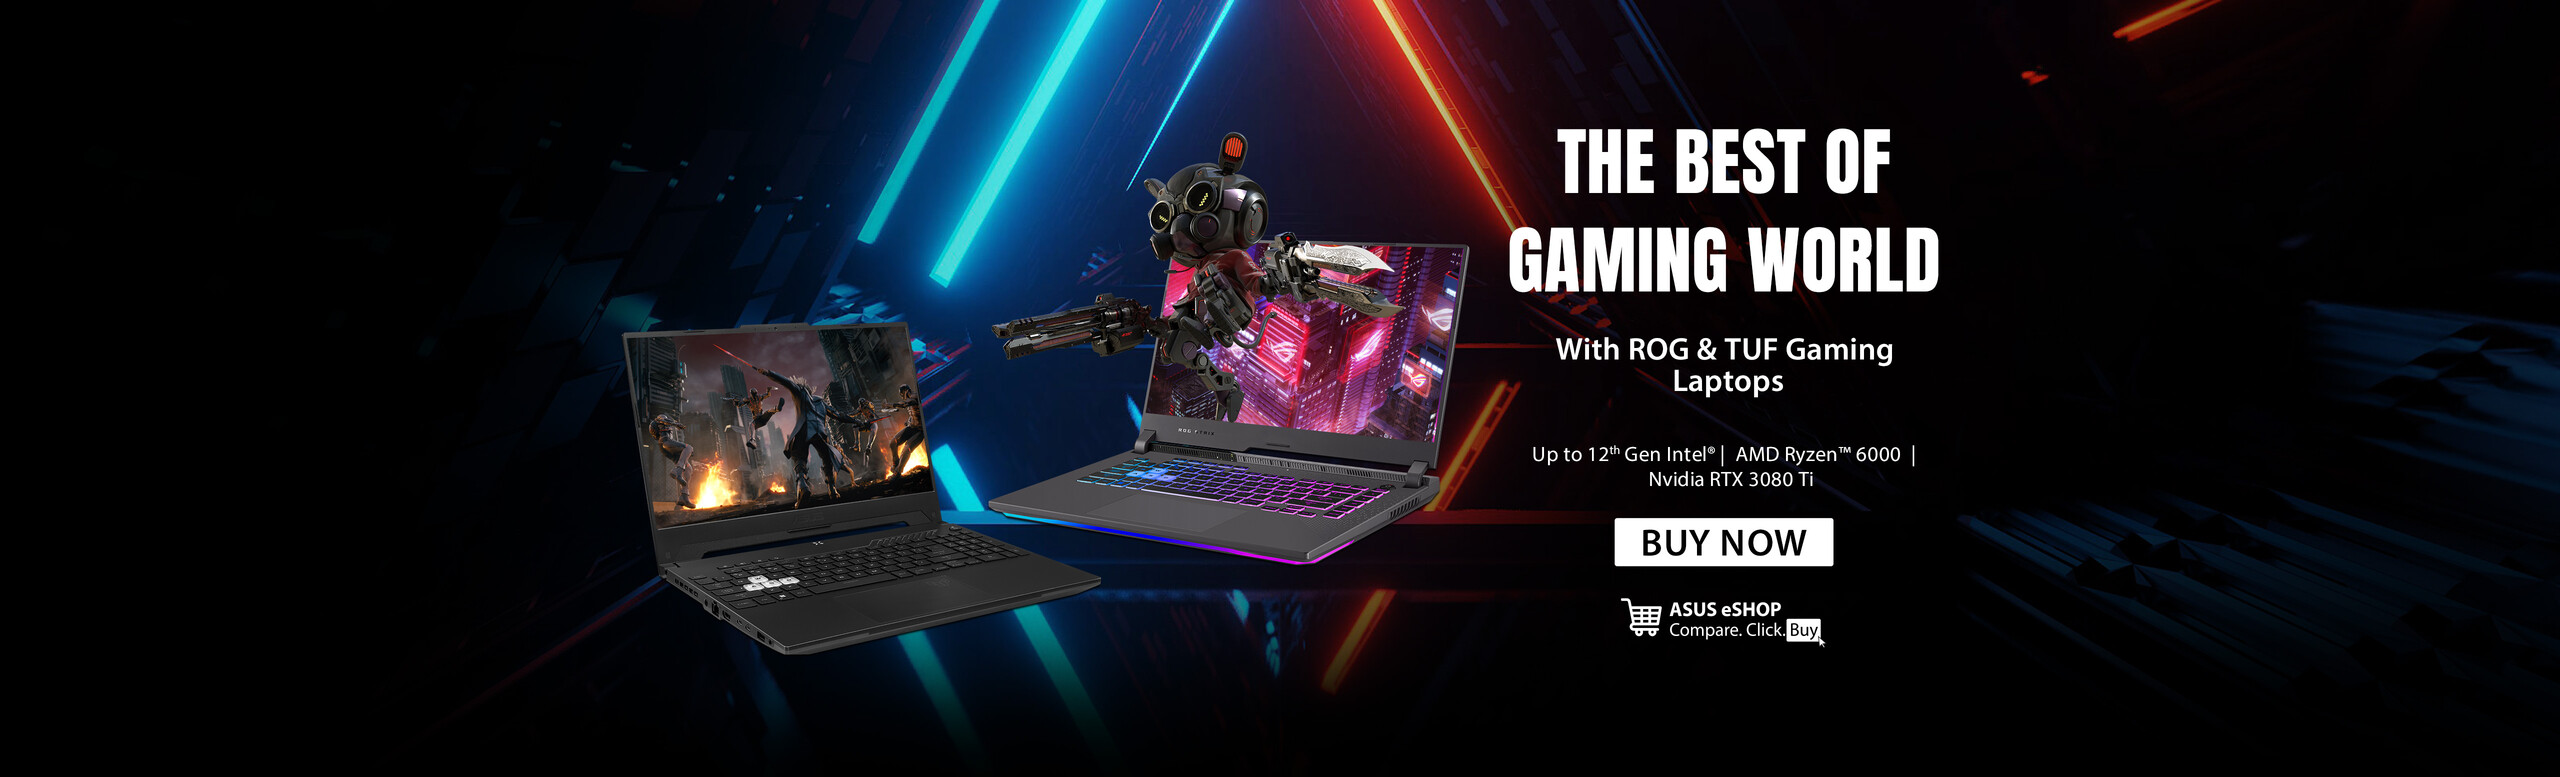 THE BEST OF
GAMING WORLD
With ROG & TUF Gaming
Laptops
Up to 12th Gen Intel® | AMD Ryzen™ 6000 |
Nvidia RTX 3080 Ti
BUY NOW
ASUS eSHOP
Compare. Click. Buy